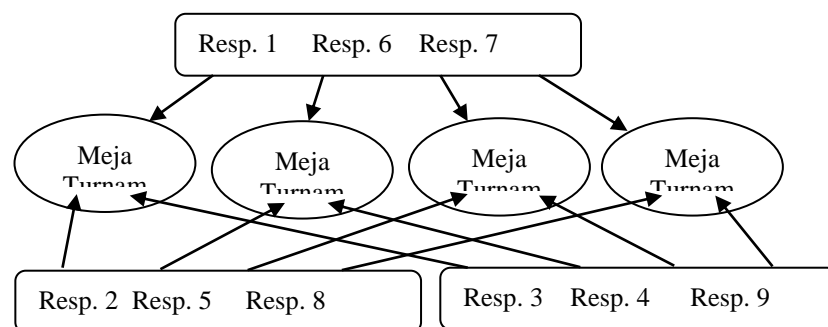 Resp. 1 Resp. 6 Resp. 7
Meja
Turnam
Meja
Turnam
Meja
Turnam
Meja
Turnam
Resp. 2 Resp. 5 Resp. 8
Resp. 3 Resp. 4 Resp. 9